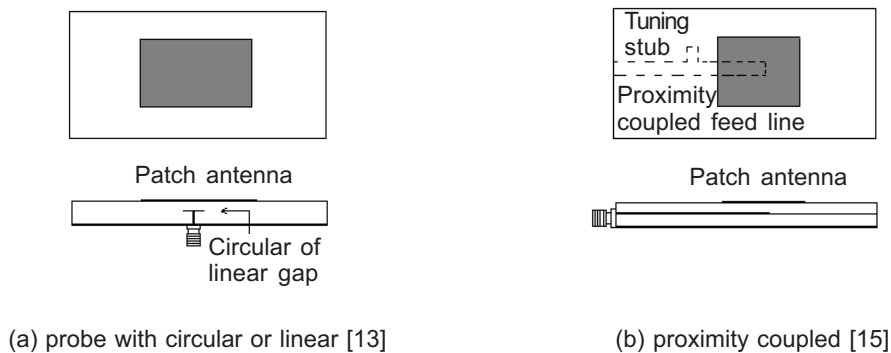 Tuning
stub
Proximity
coupled feed line
Patch antenna
Circular of
linear gap
Patch antenna
(a) probe with circular or linear [13]
(b) proximity coupled [15]